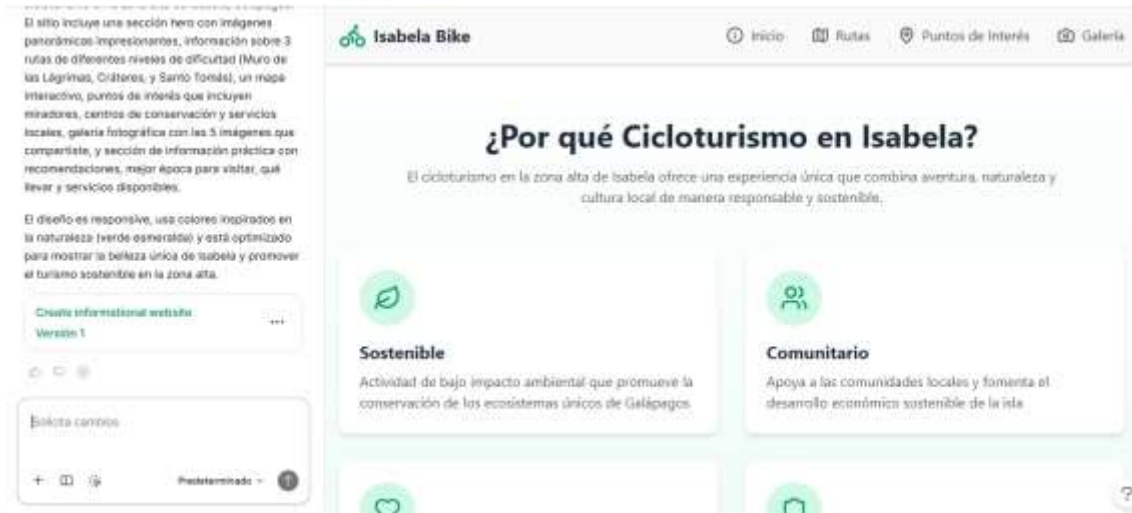 El sitio incluye una sección hero con imágenes
panorámicas impresionantes, información sobre 3
rutas de diferentes niveles de dificultad (Muro de
las Lágrimas, Cráteres, y Santo Tomás), un mapa
interactivo, puntos de interés que incluyen
miradores, centros de conservación y servicios
locales, galería fotográfica con las 5 imágenes que
compartiste, y sección de información práctica con
recomendaciones, mejor época para visitar, qué
llevar y servicios disponibles.
El diseño es responsive, usa colores inspirados en
la naturaleza (verde esmeralda) y está optimizado
para mostrar la belleza única de Isabela y promover
el turismo sostenible en la zona alta.
Create informational website
Versión 1
Solicita cambios
Predeterminado
Isabela Bike
Inicio Rutas Puntos de Interés Galería
¿Por qué Cicloturismo en Isabela?
El cicloturismo en la zona alta de Isabela ofrece una experiencia única que combina aventura, naturaleza y
cultura local de manera responsable y sostenible.
Sostenible
Actividad de bajo impacto ambiental que promueve la
conservación de los ecosistemas únicos de Galápagos
Comunitario
Apoya a las comunidades locales y fomenta el
desarrollo económico sostenible de la isla
?